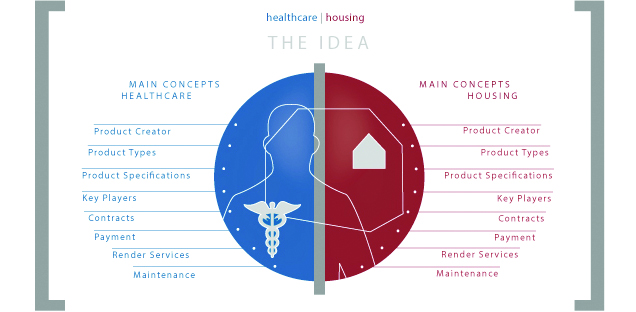 healthcare | housing
THE IDEA
MAIN CONCEPTS
HEALTHCARE
Product Creator
Product Types
Product Specifications
Key Players
Contracts
Payment
Render Services
Maintenance
MAIN CONCEPTS
HOUSING
Product Creator
Product Types
Product Specifications
Key Players
Contracts
Payment
Render Services
Maintenance